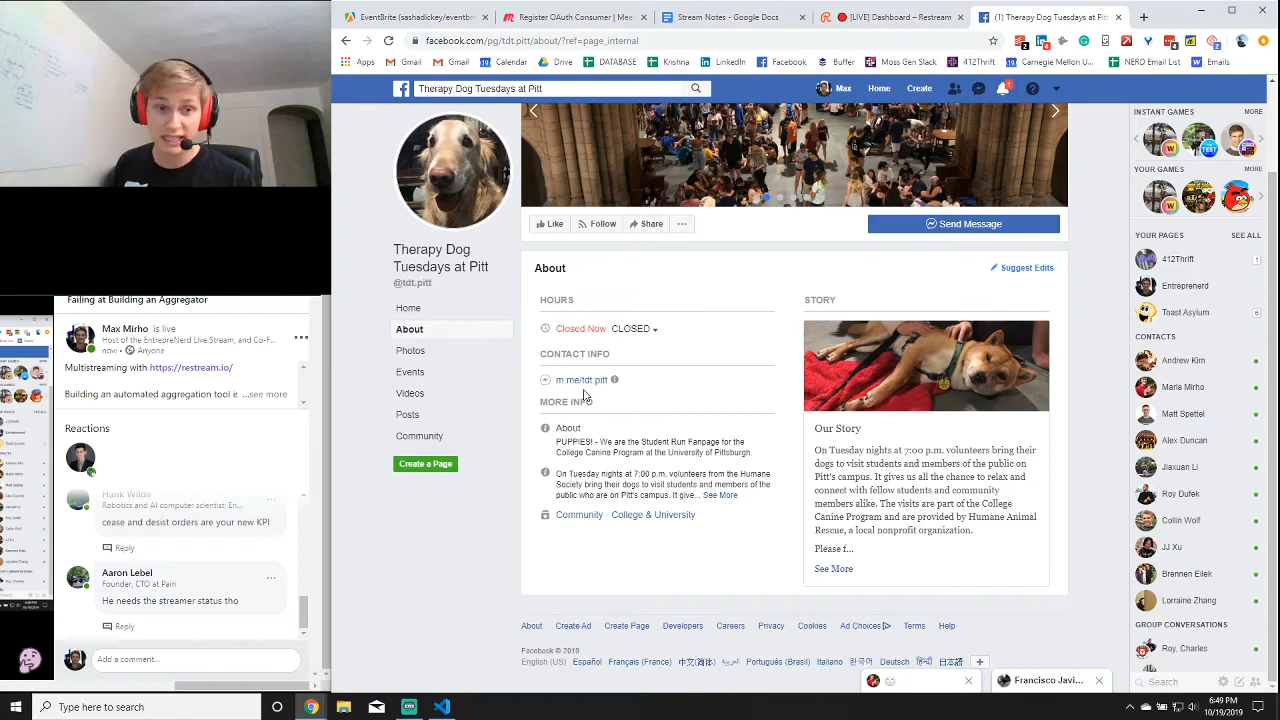 EventBrite (sashadickey/eventbri
Register OAuth Consumer | Mee
Stream Notes - Google Docs
[LIVE] Dashboard – Restream
(1) Therapy Dog Tuesdays at Pit
facebook.com/pg/tdt.pitt/about/?ref=page_internal
Apps
Gmail
Gmail
Calendar
Drive
DATABASE
Krishna
LinkedIn
Facebook
Buffer
Moss Gen Slack
412Thrift
Carnegie Mellon U...
NERD Email List
Emails
Therapy Dog Tuesdays at Pitt
Max
Home
Create
Therapy Dog
Tuesdays at Pitt
@tdt.pitt
Home
About
Photos
Events
Videos
Posts
Community
Create a Page
Like
Follow
Share
Send Message
About
Suggest Edits
HOURS
Closed Now CLOSED
CONTACT INFO
m.me/tdt.pitt
MORE INFO
About
PUPPIES! - We are the Student Run Fanpage for the
College Canine Program at the University of Pittsburgh.
On Tuesday nights at 7:00 p.m. volunteers from the Humane
Society bring their dogs to visit students and members of the
public who are on Pitt's campus. It give... See More
Community · College & University
STORY
Our Story
On Tuesday nights at 7:00 p.m. volunteers bring their
dogs to visit students and members of the public on
Pitt's campus. It gives us all the chance to relax and
connect with fellow students and community
members alike. The visits are part of the College
Canine Program and are provided by Humane Animal
Rescue, a local nonprofit organization.
Please f...
See More
About
Create Ad
Create Page
Developers
Careers
Privacy
Cookies
Ad Choices
Terms
Help
Facebook © 2019
English (US)
Español
Français (France)
中文(简体)
العربية
Português (Brasil)
Italiano
한국어
Deutsch
हिन्दी
日本語
INSTANT GAMES
MORE
YOUR GAMES
MORE
YOUR PAGES
SEE ALL
412Thrift
1
Entreprenerd
Toast Asylum
6
CONTACTS
Andrew Kim
Maria Mirho
Matt Spettel
Alex Duncan
Jiaxuan Li
Roy Dufek
Collin Wolf
JJ Xu
Brennen Eilek
Lorraine Zhang
GROUP CONVERSATIONS
Roy, Charles
Search
Francisco Javi...
Failing at Building an Aggregator
Max Mirho is live
Host of the EntrepreNerd Live Stream, and Co-F...
now • Anyone
Multistreaming with https://restream.io/
Building an automated aggregation tool is ...see more
Reactions
Hank Wilde
Robotics and AI computer scientist: En...
cease and desist orders are your new KPI
Reply
Aaron Lebel
Founder, CTO at Pairi
He needs the streamer status tho
Reply
Add a comment...
Type here to search
6:49 PM
10/19/2019